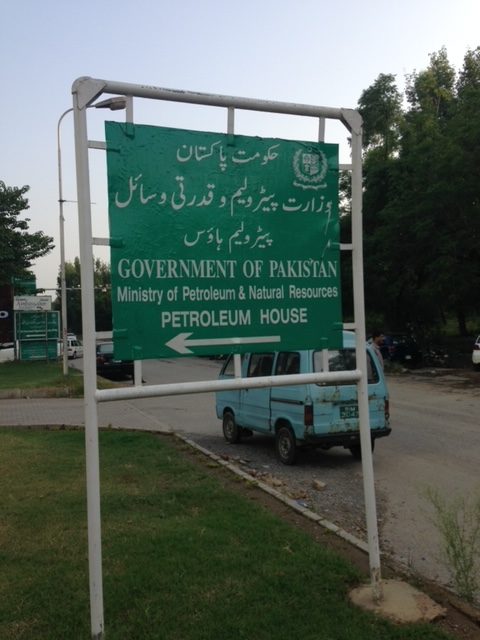 حکومت پاکستان
وزارت پیٹرولیم و قدرتی وسائل
پیٹرولیم ہاؤس
GOVERNMENT OF PAKISTAN
Ministry of Petroleum & Natural Resources
PETROLEUM HOUSE